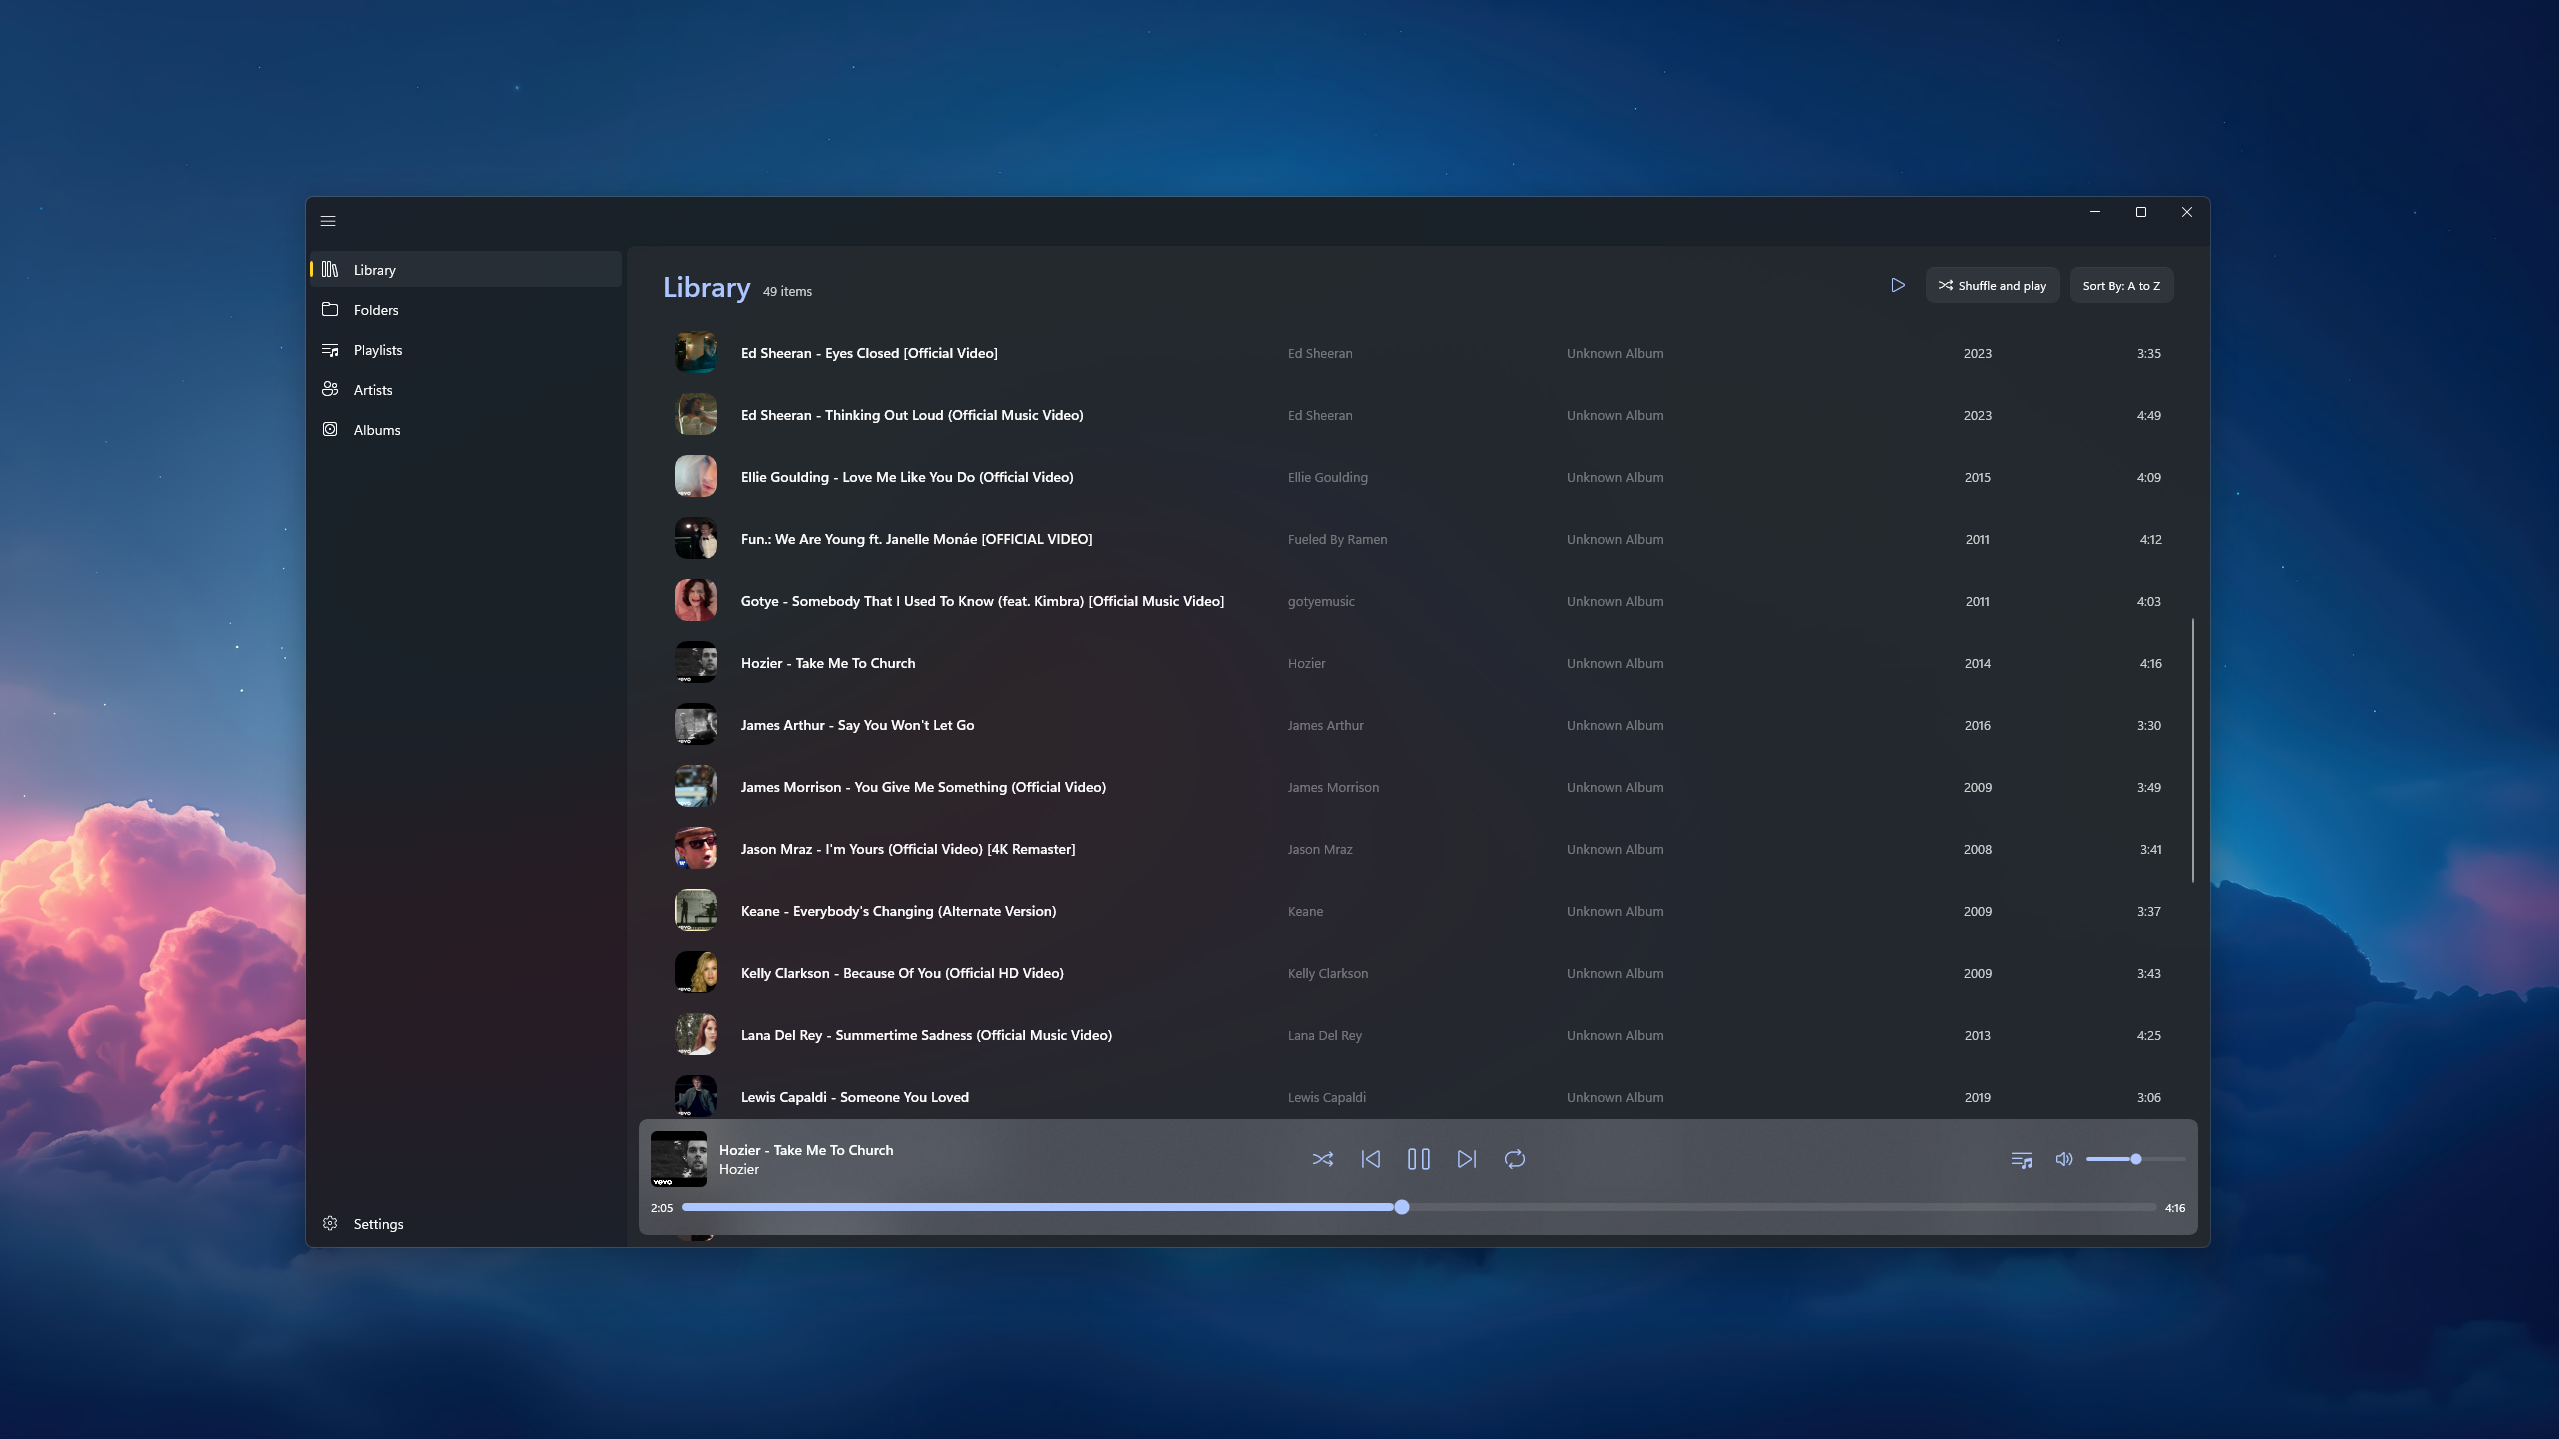 Library
Folders
Playlists
Artists
Albums
Settings
Library 49 items
Shuffle and play
Sort By: A to Z
Ed Sheeran - Eyes Closed [Official Video] Ed Sheeran Unknown Album 2023 3:35
Ed Sheeran - Thinking Out Loud (Official Music Video) Ed Sheeran Unknown Album 2023 4:49
Ellie Goulding - Love Me Like You Do (Official Video) Ellie Goulding Unknown Album 2015 4:09
Fun.: We Are Young ft. Janelle Monáe [OFFICIAL VIDEO] Fueled By Ramen Unknown Album 2011 4:12
Gotye - Somebody That I Used To Know (feat. Kimbra) [Official Music Video] gotyemusic Unknown Album 2011 4:03
Hozier - Take Me To Church Hozier Unknown Album 2014 4:16
James Arthur - Say You Won't Let Go James Arthur Unknown Album 2016 3:30
James Morrison - You Give Me Something (Official Video) James Morrison Unknown Album 2009 3:49
Jason Mraz - I'm Yours (Official Video) [4K Remaster] Jason Mraz Unknown Album 2008 3:41
Keane - Everybody's Changing (Alternate Version) Keane Unknown Album 2009 3:37
Kelly Clarkson - Because Of You (Official HD Video) Kelly Clarkson Unknown Album 2009 3:43
Lana Del Rey - Summertime Sadness (Official Music Video) Lana Del Rey Unknown Album 2013 4:25
Lewis Capaldi - Someone You Loved Lewis Capaldi Unknown Album 2019 3:06
vevo
Hozier - Take Me To Church
Hozier
2:05
4:16